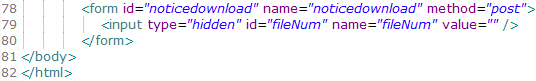 78 <form id="noticedownload" name="noticedownload" method="post">
79 <input type="hidden" id="fileNum" name="fileNum" value="" />
80 </form>
81 </body>
82 </html>